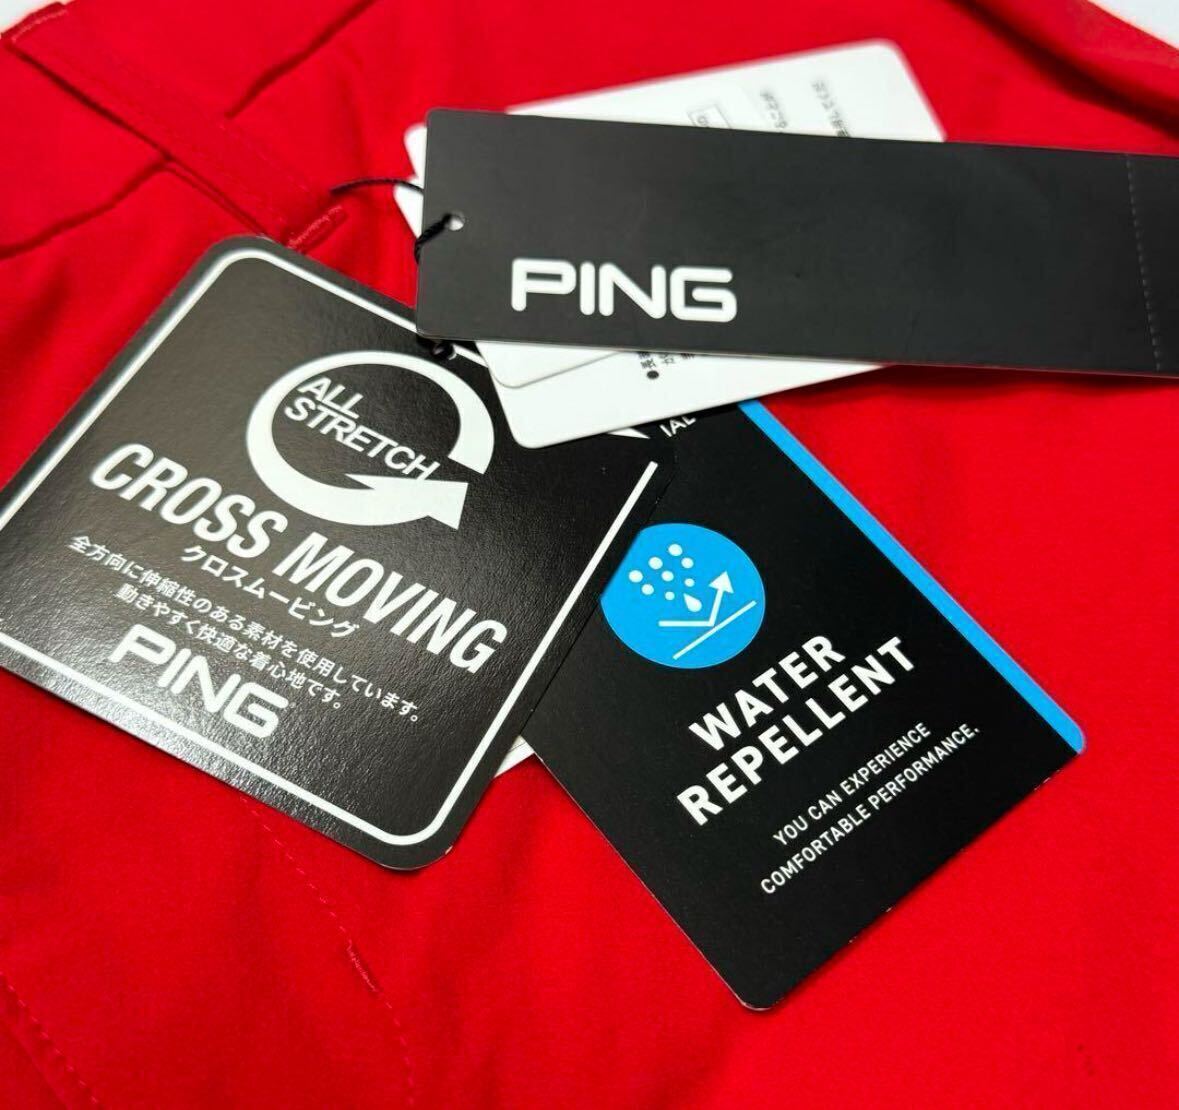 PING
ALL
STRETCH
CROSS MOVING
クロスムービング
全方向に伸縮性のある素材を使用しています。
動きやすく快適な着心地です。
PING
WATER
REPELLENT
YOU CAN EXPERIENCE
COMFORTABLE PERFORMANCE.